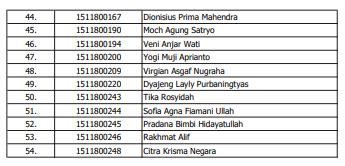 44. 1511800167 Dionisius Prima Mahendra
45. 1511800190 Moch Agung Satryo
46. 1511800194 Veni Anjar Wati
47. 1511800200 Yogi Muji Aprianto
48. 1511800209 Virgian Asgaf Nugraha
49. 1511800220 Dyajeng Layly Purbaningtyas
50. 1511800243 Tika Rosyidah
51. 1511800244 Sofia Agna Fiamani Ullah
52. 1511800245 Pradana Bimbi Hidayatullah
53. 1511800246 Rakhmat Alif
54. 1511800248 Citra Krisma Negara